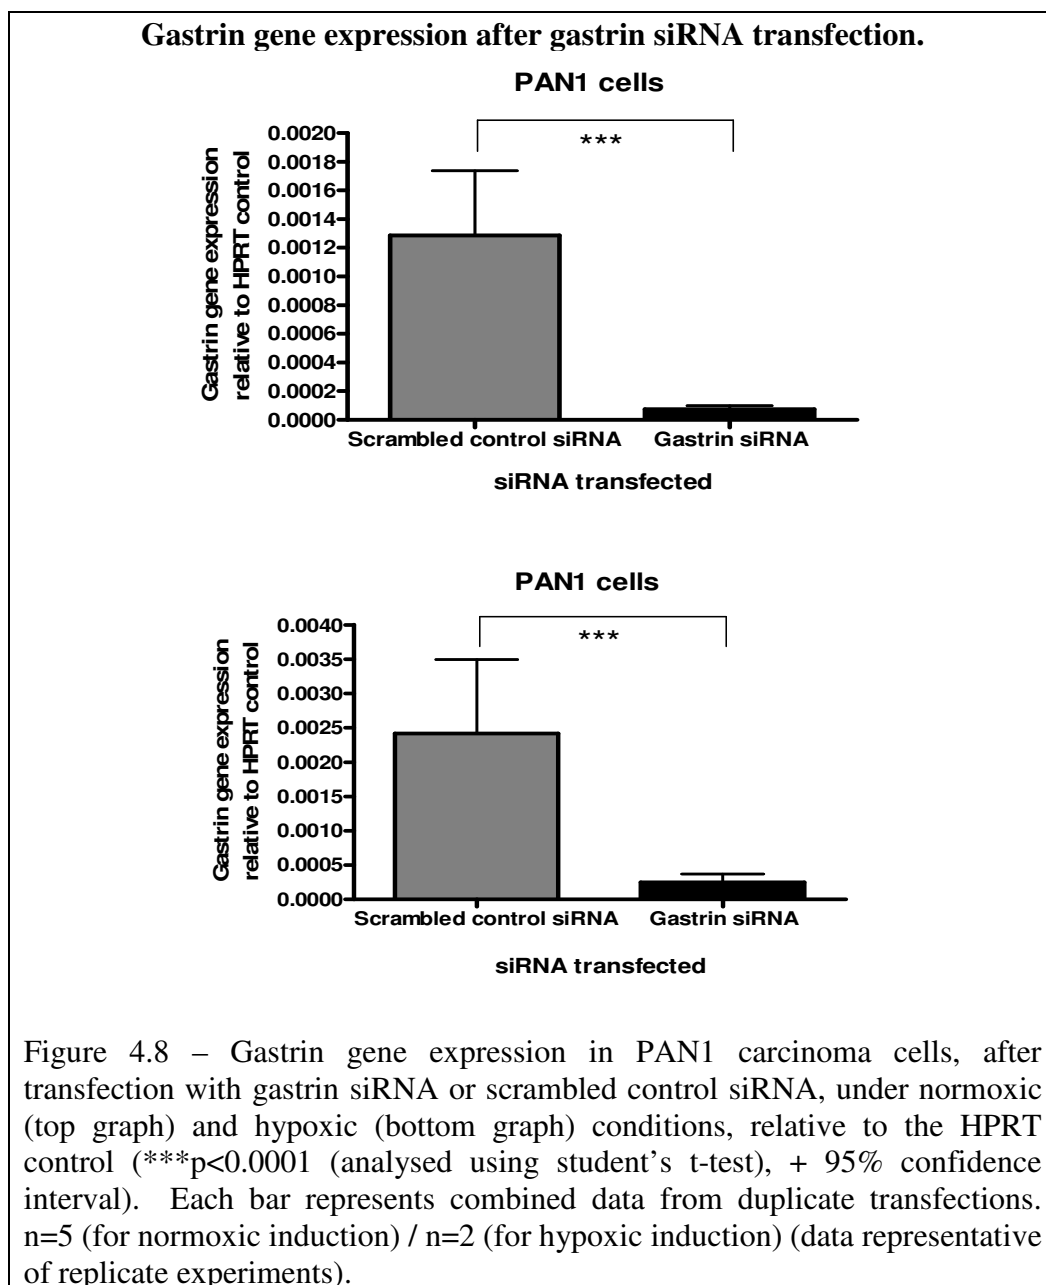 Gastrin gene expression after gastrin siRNA transfection.
PAN1 cells
Gastrin gene expression
relative to HPRT control
0.0020
0.0018
0.0016
0.0014
0.0012
0.0010
0.0008
0.0006
0.0004
0.0002
0.0000
***
Scrambled control siRNA
Gastrin siRNA
siRNA transfected
PAN1 cells
Gastrin gene expression
relative to HPRT control
0.0040
0.0035
0.0030
0.0025
0.0020
0.0015
0.0010
0.0005
0.0000
***
Scrambled control siRNA
Gastrin siRNA
siRNA transfected
Figure 4.8 – Gastrin gene expression in PAN1 carcinoma cells, after
transfection with gastrin siRNA or scrambled control siRNA, under normoxic
(top graph) and hypoxic (bottom graph) conditions, relative to the HPRT
control (***p<0.0001 (analysed using student's t-test), + 95% confidence
interval). Each bar represents combined data from duplicate transfections.
n=5 (for normoxic induction) / n=2 (for hypoxic induction) (data representative
of replicate experiments).